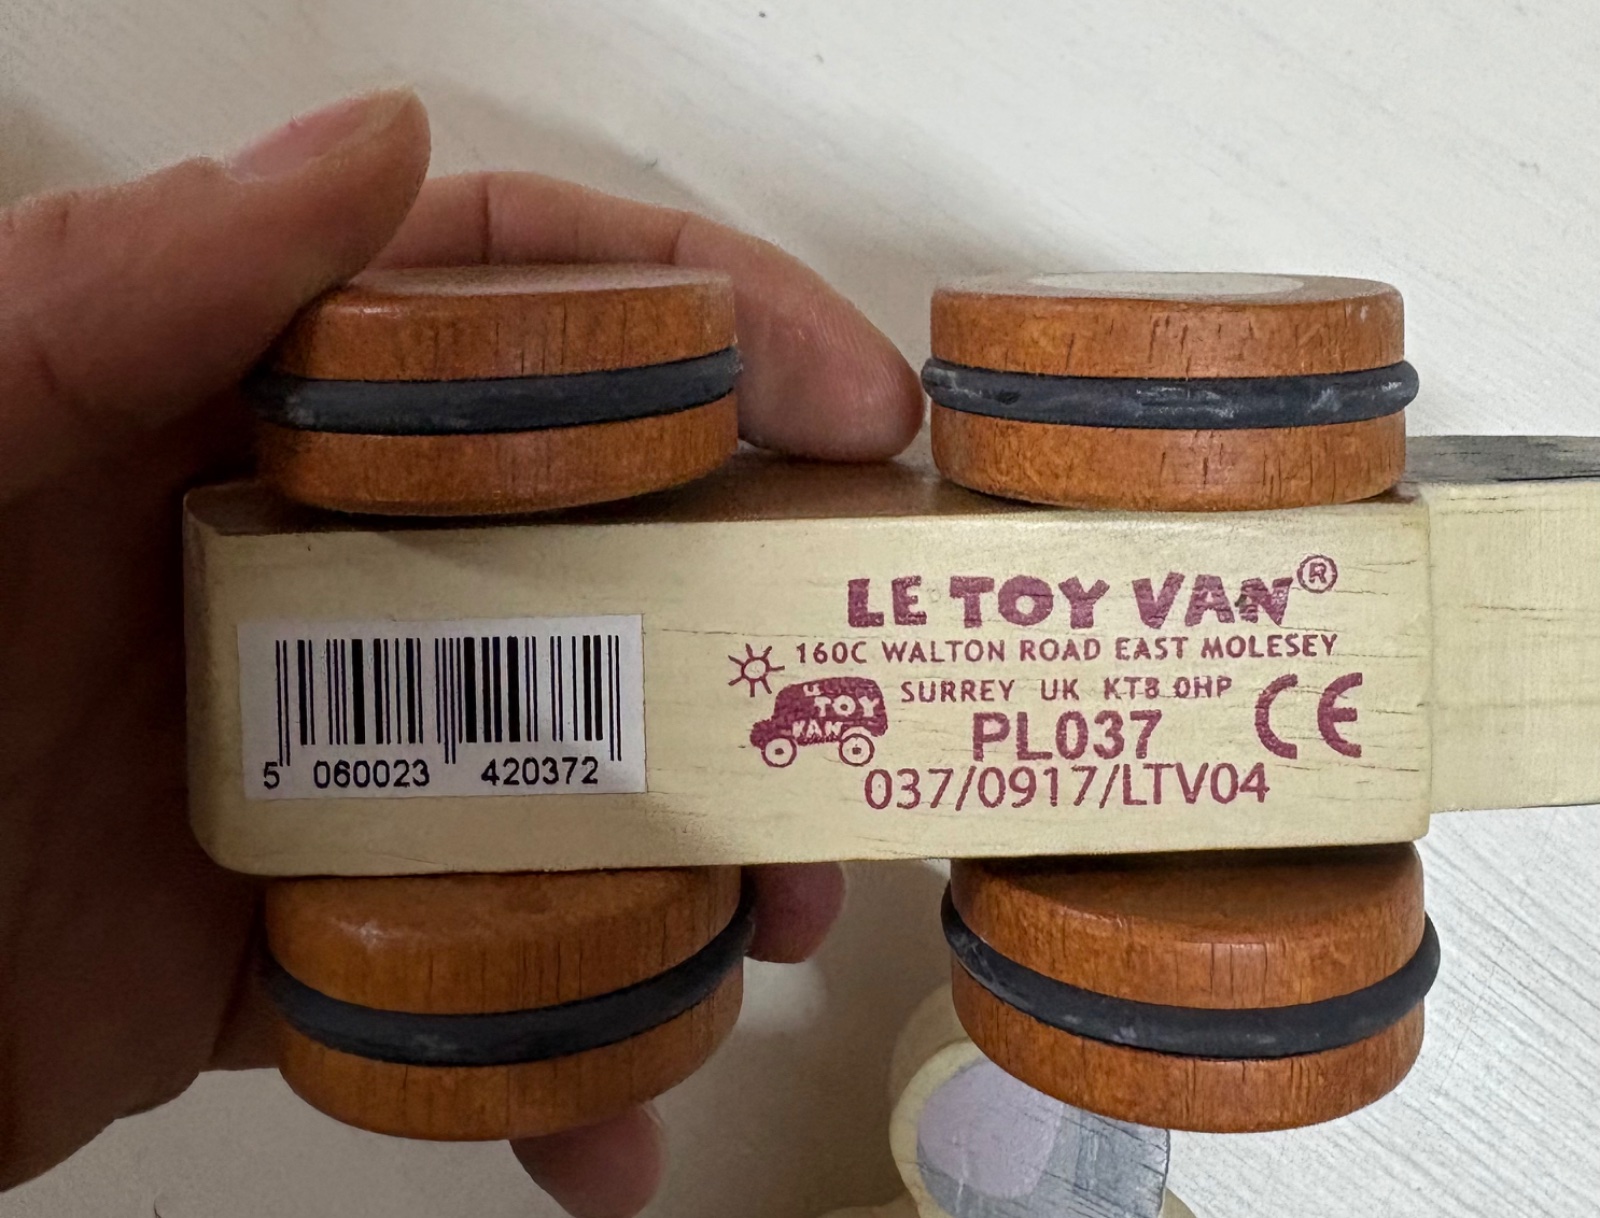 LE TOY VAN®
160C WALTON ROAD EAST MOLESEY
SURREY UK KT8 0HP
LE TOY VAN
PL037 CE
037/0917/LTV04
5 060023 420372